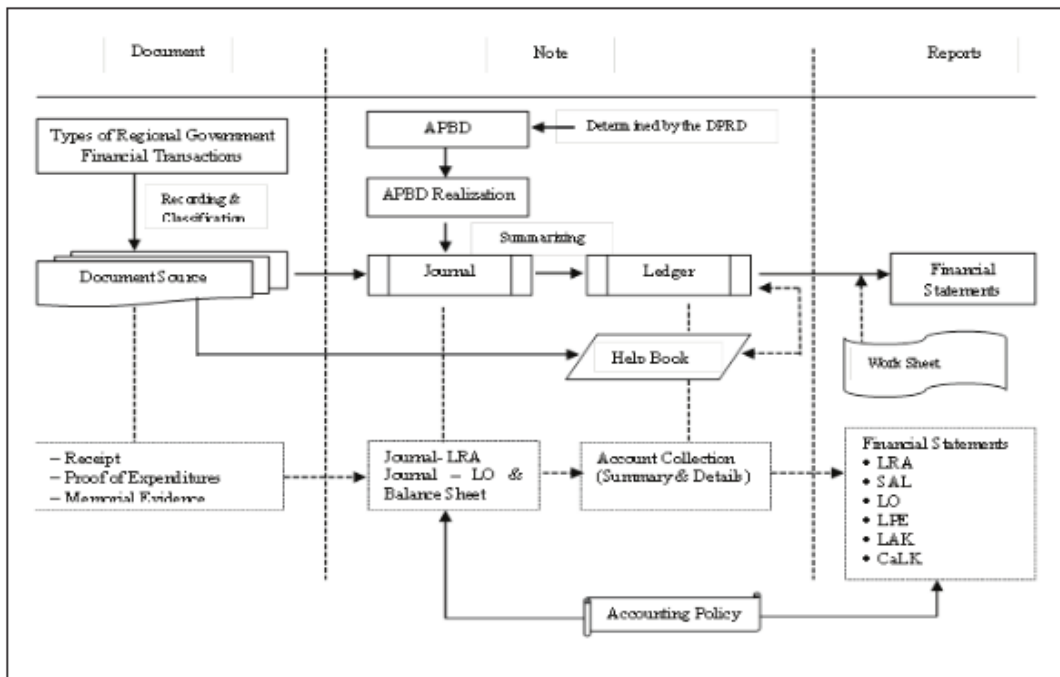 Document
Note
Reports
Types of Regional Government
Financial Transactions
APBD
Determined by the DPRD
Recording &
Classification
APBD Realization
Summarizing
Document Source
Journal
Ledger
Financial
Statements
Help Book
Work Sheet
– Receipt
– Proof of Expenditures
– Memorial Evidence
Journal- LRA
Journal – LO &
Balance Sheet
Account Collection
(Summary & Details)
Financial Statements
• LRA
• SAL
• LO
• LPE
• LAK
• CaLK
Accounting Policy